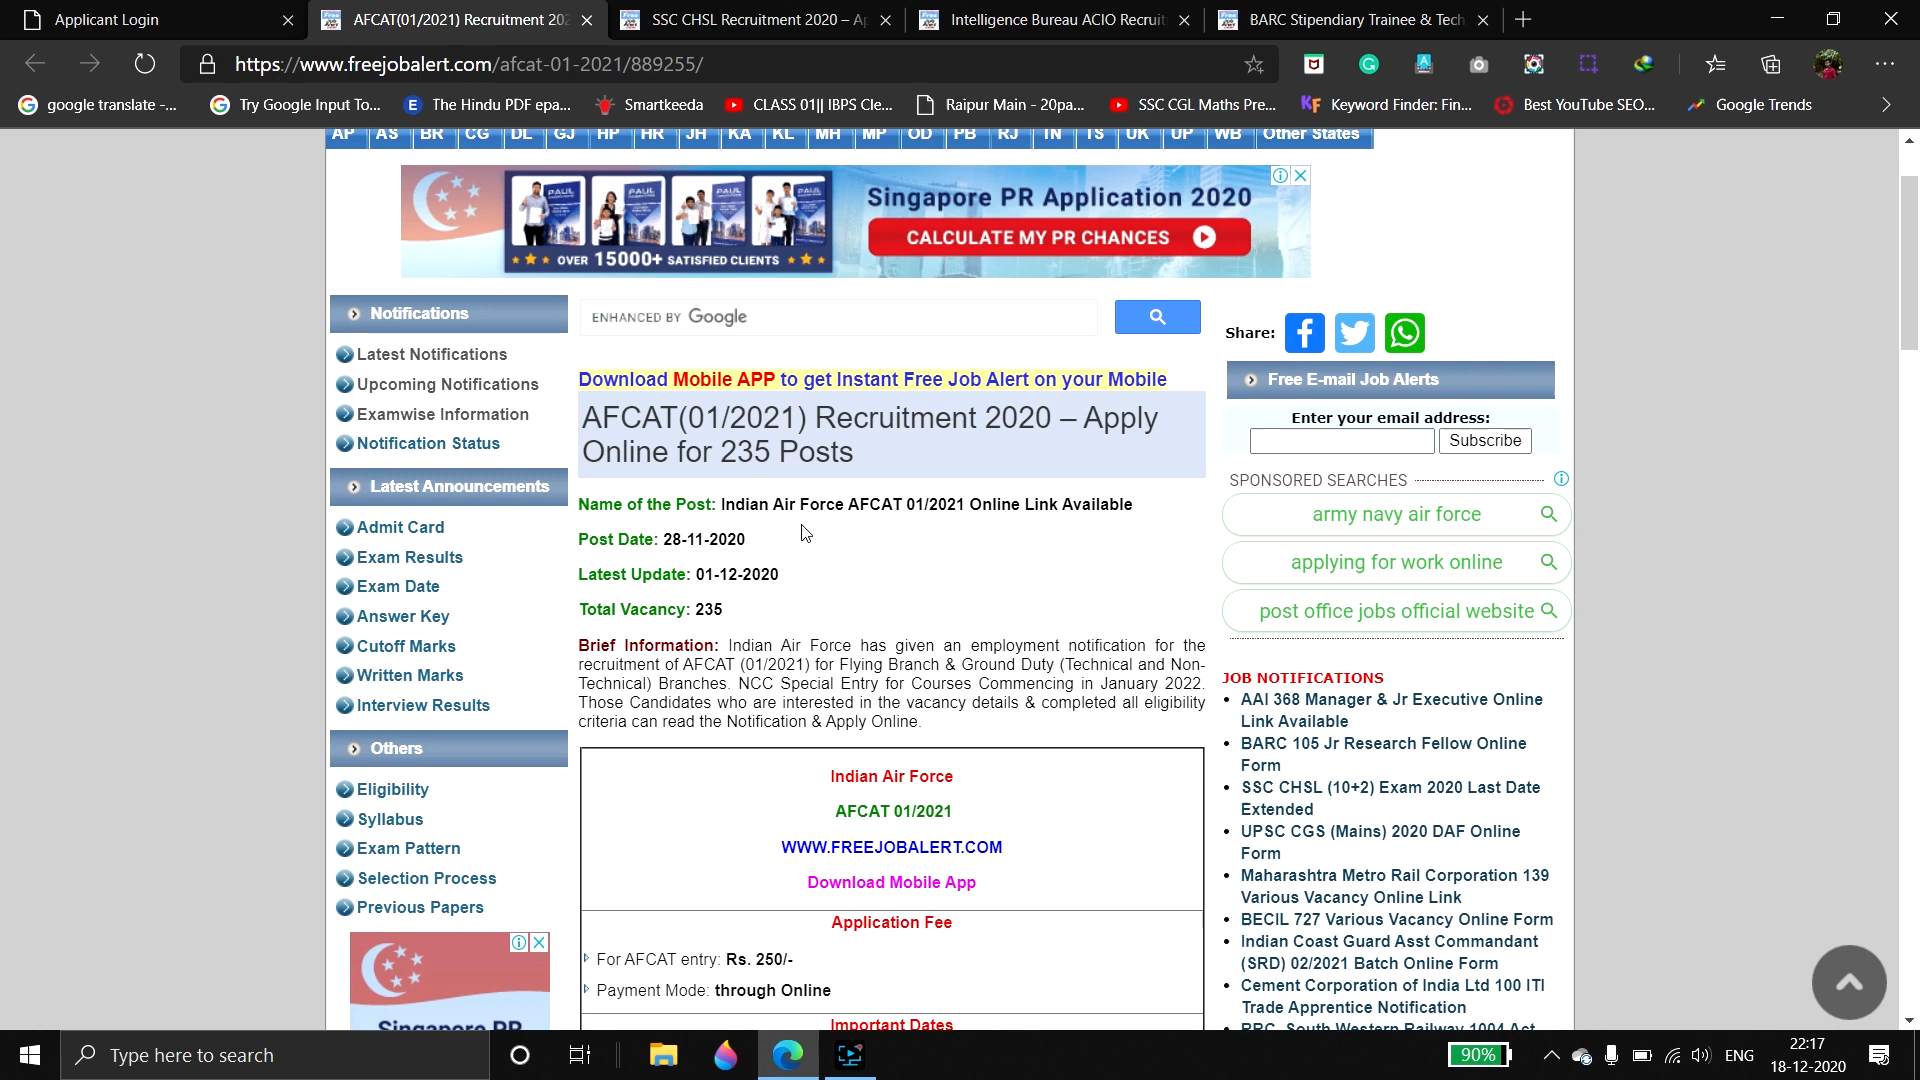 Applicant Login
AFCAT(01/2021) Recruitment 202
SSC CHSL Recruitment 2020 – Ap
Intelligence Bureau ACIO Recruit
BARC Stipendiary Trainee & Tech
https://www.freejobalert.com/afcat-01-2021/889255/
google translate -...
Try Google Input To...
The Hindu PDF epa...
Smartkeeda
CLASS 01|| IBPS Cle...
Raipur Main - 20pa...
SSC CGL Maths Pre...
Keyword Finder: Fin...
Best YouTube SEO...
Google Trends
AP AS BR CG DL GJ HP HR JH KA KL MH MP OD PB RJ TN TS UK UP WB Other States
PAUL PAUL PAUL PAUL
OVER 15000+ SATISFIED CLIENTS
Singapore PR Application 2020
CALCULATE MY PR CHANCES
Notifications
Latest Notifications
Upcoming Notifications
Examwise Information
Notification Status
Latest Announcements
Admit Card
Exam Results
Exam Date
Answer Key
Cutoff Marks
Written Marks
Interview Results
Others
Eligibility
Syllabus
Exam Pattern
Selection Process
Previous Papers
Singapore PR
ENHANCED BY Google
Download Mobile APP to get Instant Free Job Alert on your Mobile
AFCAT(01/2021) Recruitment 2020 – Apply
Online for 235 Posts
Name of the Post: Indian Air Force AFCAT 01/2021 Online Link Available
Post Date: 28-11-2020
Latest Update: 01-12-2020
Total Vacancy: 235
Brief Information: Indian Air Force has given an employment notification for the
recruitment of AFCAT (01/2021) for Flying Branch & Ground Duty (Technical and Non-
Technical) Branches. NCC Special Entry for Courses Commencing in January 2022.
Those Candidates who are interested in the vacancy details & completed all eligibility
criteria can read the Notification & Apply Online.
Indian Air Force
AFCAT 01/2021
WWW.FREEJOBALERT.COM
Download Mobile App
Application Fee
For AFCAT entry: Rs. 250/-
Payment Mode: through Online
Important Dates
Share:
Free E-mail Job Alerts
Enter your email address:
Subscribe
SPONSORED SEARCHES
army navy air force
applying for work online
post office jobs official website
JOB NOTIFICATIONS
AAI 368 Manager & Jr Executive Online
Link Available
BARC 105 Jr Research Fellow Online
Form
SSC CHSL (10+2) Exam 2020 Last Date
Extended
UPSC CGS (Mains) 2020 DAF Online
Form
Maharashtra Metro Rail Corporation 139
Various Vacancy Online Link
BECIL 727 Various Vacancy Online Form
Indian Coast Guard Asst Commandant
(SRD) 02/2021 Batch Online Form
Cement Corporation of India Ltd 100 ITI
Trade Apprentice Notification
RRC, South Western Railway 1004 Act
Type here to search
90%
ENG
22:17
18-12-2020